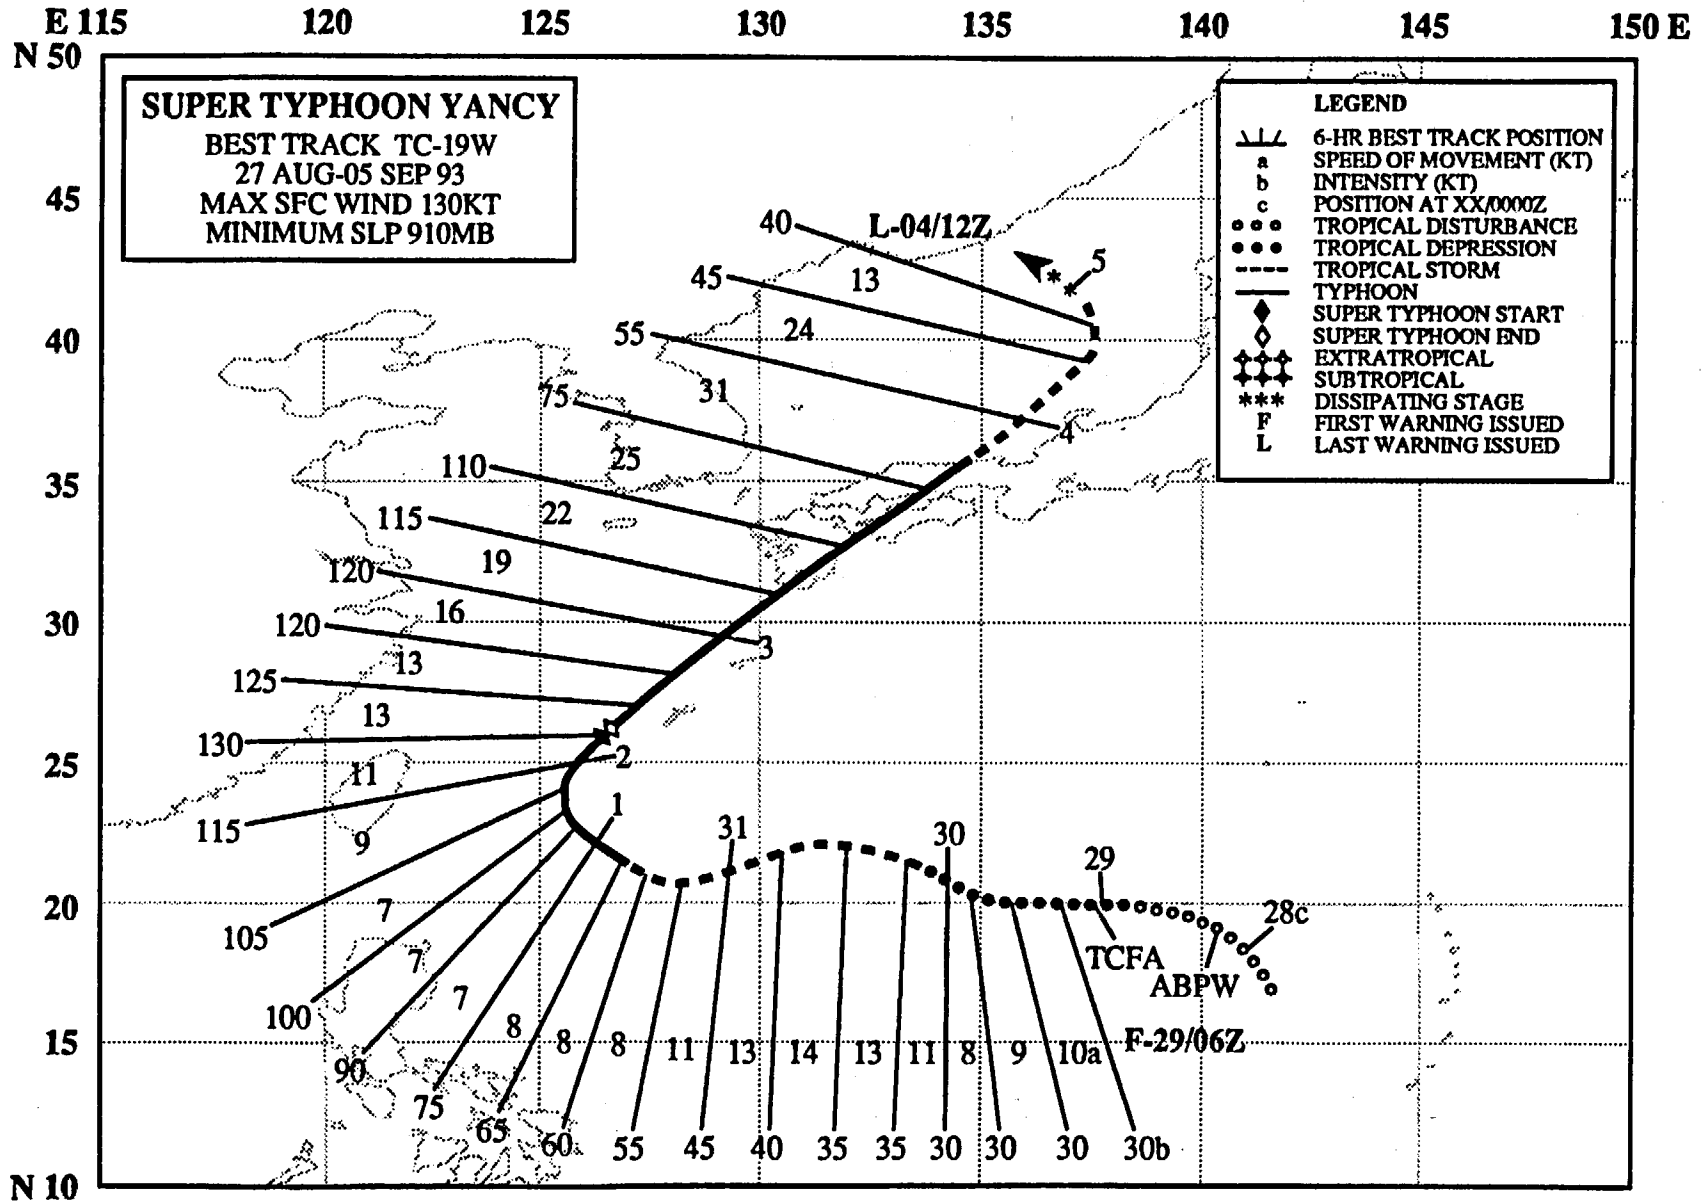 E 115 120 125 130 135 140 145 150 E
N 50
SUPER TYPHOON YANCY
BEST TRACK TC-19W
27 AUG-05 SEP 93
MAX SFC WIND 130KT
MINIMUM SLP 910MB
LEGEND
6-HR BEST TRACK POSITION
a SPEED OF MOVEMENT (KT)
b INTENSITY (KT)
c POSITION AT XX/0000Z
TROPICAL DISTURBANCE
TROPICAL DEPRESSION
TROPICAL STORM
TYPHOON
SUPER TYPHOON START
SUPER TYPHOON END
EXTRATROPICAL
SUBTROPICAL
*** DISSIPATING STAGE
F FIRST WARNING ISSUED
L LAST WARNING ISSUED
45
40 L-04/12Z
5
45 13
55 24
40
75 31
4
110 25
35
115 22
120 19
120 16
30
3
125 13
130 13
25
2
115 11
1
9
31 30
29
20
105 7
28c
TCFA
ABPW
100 7
7
15
8 8 8 11 13 14 13 11 8 9 10a F-29/06Z
90
75
65
60 55 45 40 35 35 30 30 30 30b
N 10